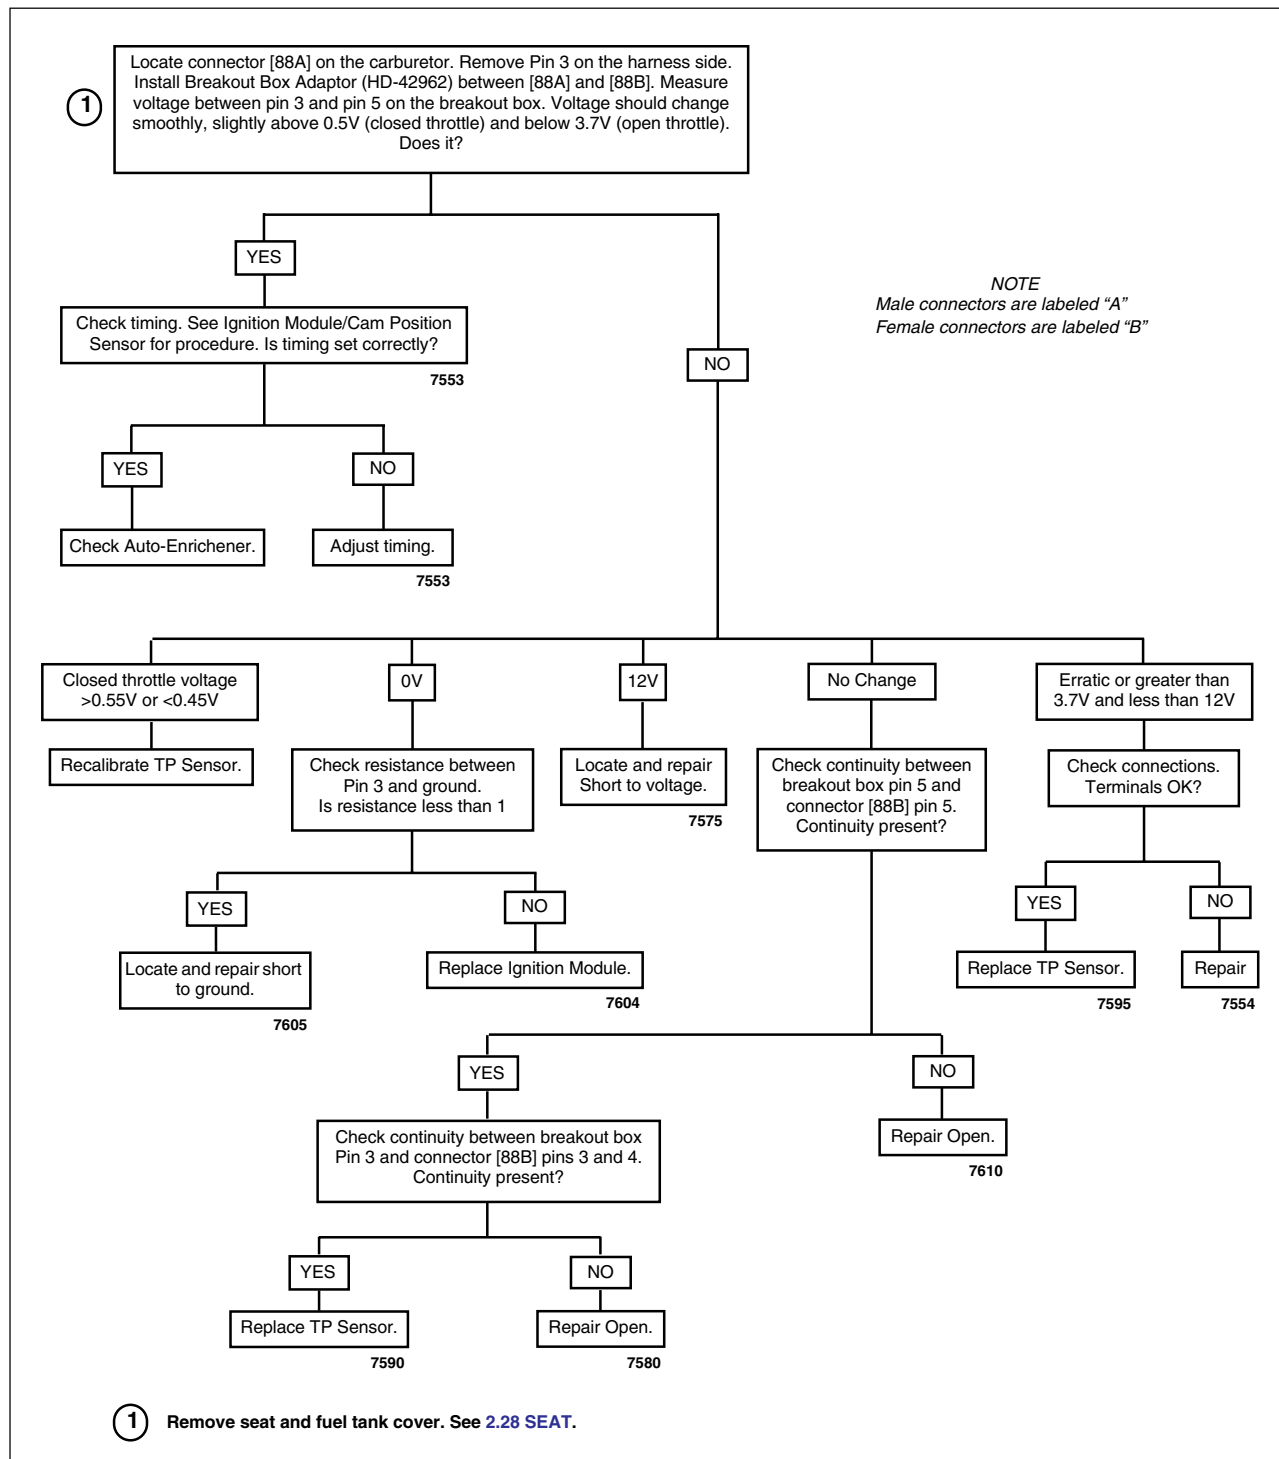 Locate connector [88A] on the carburetor. Remove Pin 3 on the harness side.
Install Breakout Box Adaptor (HD-42962) between [88A] and [88B]. Measure
voltage between pin 3 and pin 5 on the breakout box. Voltage should change
smoothly, slightly above 0.5V (closed throttle) and below 3.7V (open throttle).
Does it?
1
YES
NOTE
Male connectors are labeled “A”
Female connectors are labeled “B”
Check timing. See Ignition Module/Cam Position
Sensor for procedure. Is timing set correctly?
7553
NO
YES
NO
Check Auto-Enrichener.
Adjust timing.
7553
Closed throttle voltage
>0.55V or <0.45V
0V
12V
No Change
Erratic or greater than
3.7V and less than 12V
Recalibrate TP Sensor.
Check resistance between
Pin 3 and ground.
Is resistance less than 1
Locate and repair
Short to voltage.
7575
Check continuity between
breakout box pin 5 and
connector [88B] pin 5.
Continuity present?
Check connections.
Terminals OK?
YES
NO
YES
NO
Locate and repair short
to ground.
7605
Replace Ignition Module.
7604
Replace TP Sensor.
7595
Repair
7554
YES
NO
Check continuity between breakout box
Pin 3 and connector [88B] pins 3 and 4.
Continuity present?
Repair Open.
7610
YES
NO
Replace TP Sensor.
7590
Repair Open.
7580
1
Remove seat and fuel tank cover. See 2.28 SEAT.